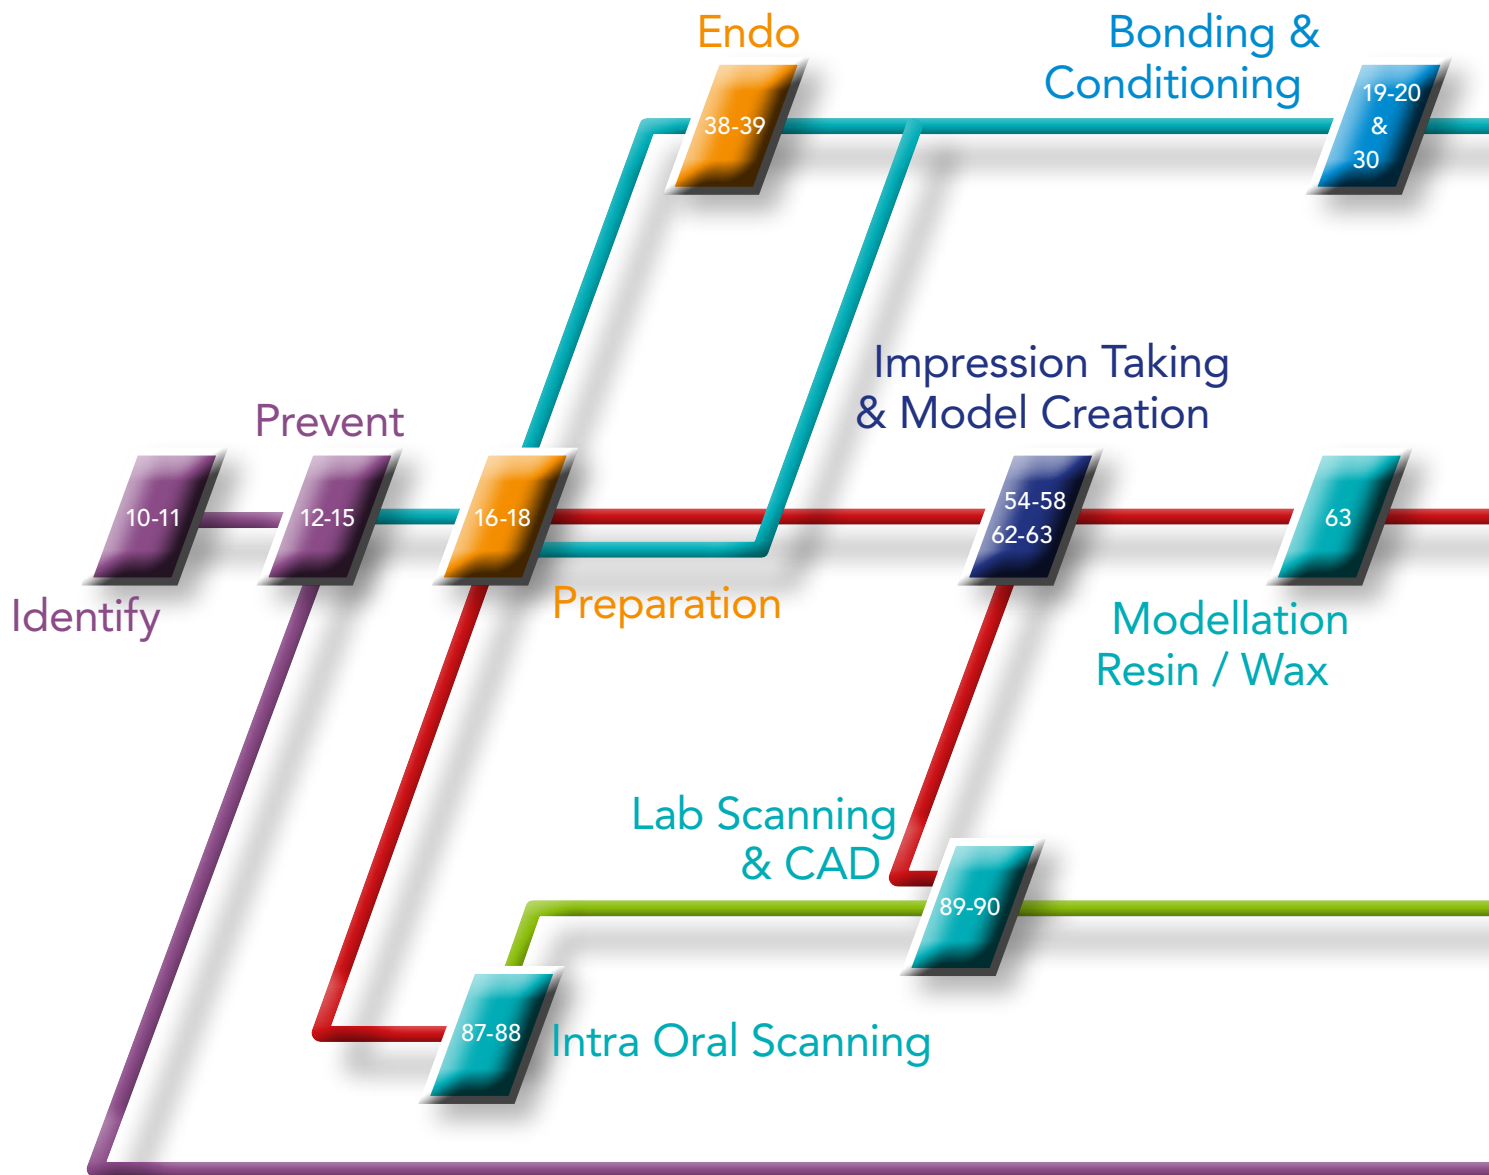 Endo
38-39
Bonding &
Conditioning
19-20
&
30
Impression Taking
& Model Creation
Prevent
10-11
12-15
16-18
54-58
62-63
63
Identify
Preparation
Modellation
Resin / Wax
Lab Scanning
& CAD
89-90
87-88
Intra Oral Scanning